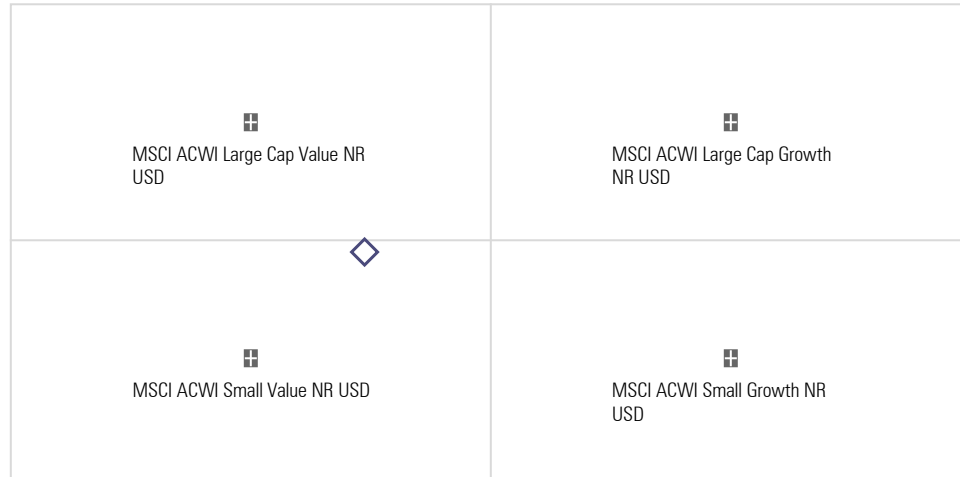 MSCI ACWI Large Cap Value NR
USD
MSCI ACWI Large Cap Growth
NR USD
MSCI ACWI Small Value NR USD
MSCI ACWI Small Growth NR
USD